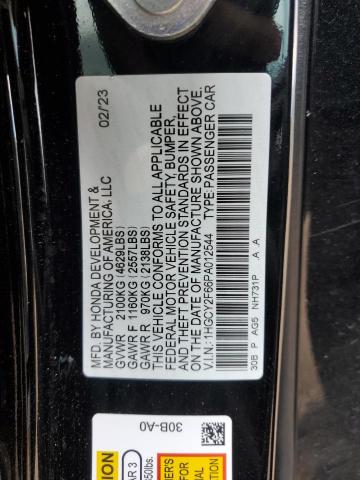 MFD. BY HONDA DEVELOPMENT & 02/'23
MANUFACTURING OF AMERICA, LLC
GVWR 2100KG (4629LBS)
GAWR F 1160KG (2557LBS)
GAWR R 970KG (2138LBS)
THIS VEHICLE CONFORMS TO ALL APPLICABLE
FEDERAL MOTOR VEHICLE SAFETY, BUMPER,
AND THEFT PREVENTION STANDARDS IN EFFECT
ON THE DATE OF MANUFACTURE SHOWN ABOVE.
V.I.N.:1HGCY2F66PA012544 TYPE:PASSENGER CAR
30B P AG5 NH731P A A
30B-A0